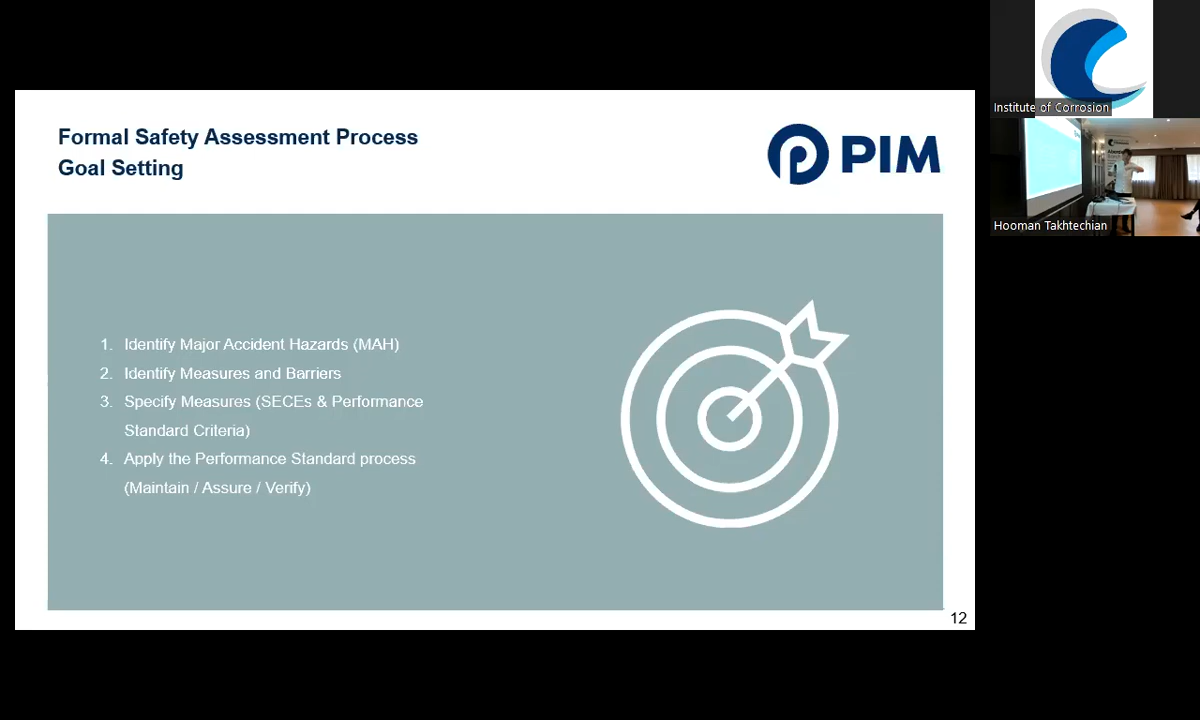 Formal Safety Assessment Process
Goal Setting
PIM
1. Identify Major Accident Hazards (MAH)
2. Identify Measures and Barriers
3. Specify Measures (SECEs & Performance
Standard Criteria)
4. Apply the Performance Standard process
(Maintain / Assure / Verify)
12
Institute of Corrosion
Hooman Takhtechian